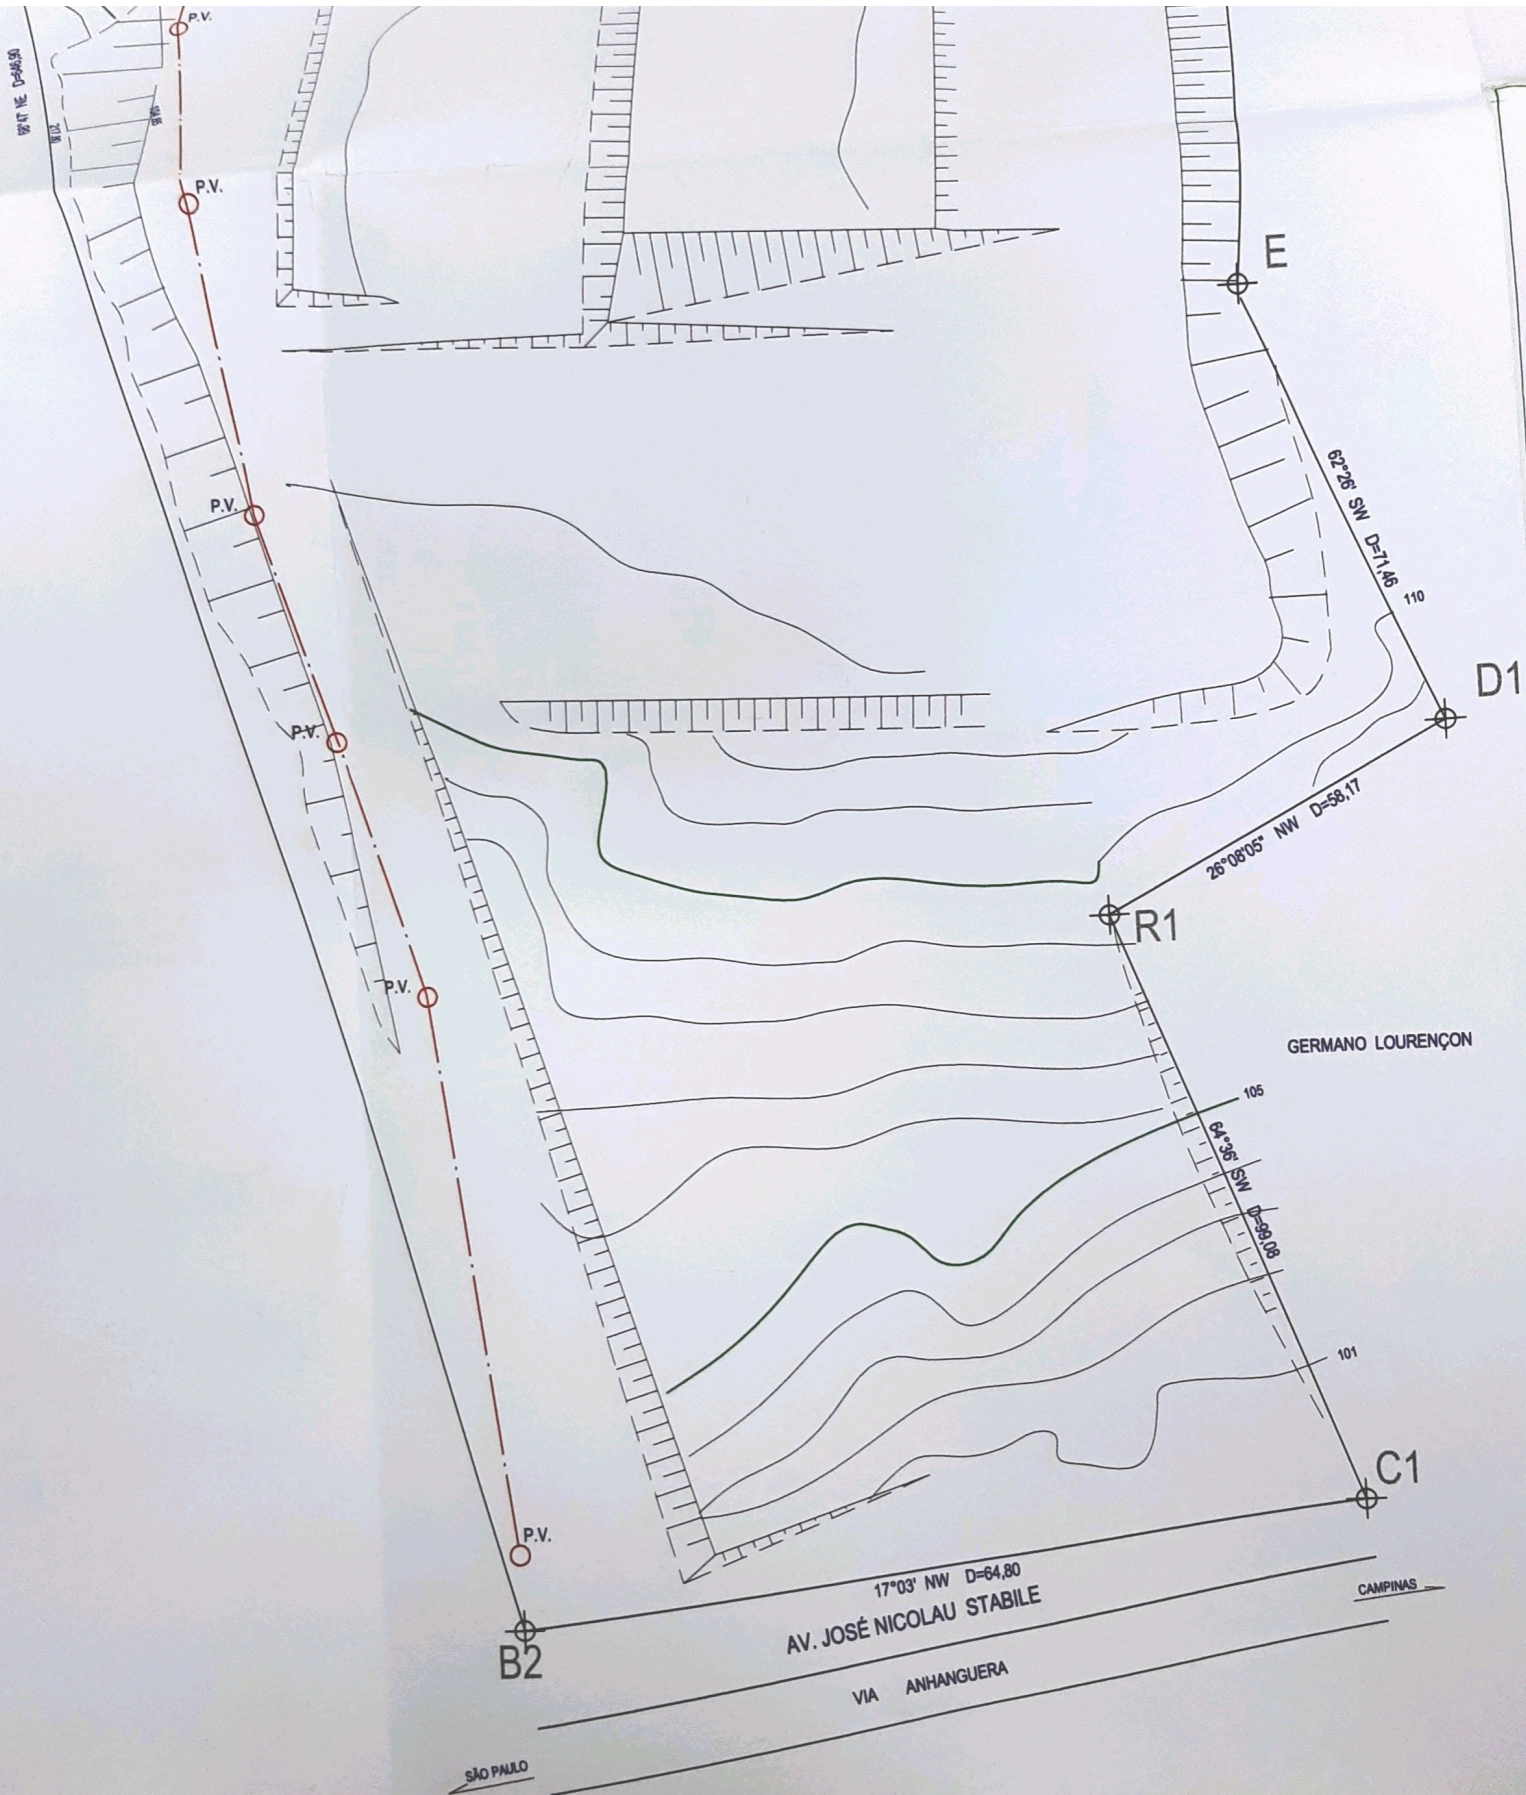 P.V.
P.V.
E
62°26' SW D=71,46
P.V.
110
D1
P.V.
26°08'05" NW D=58,17
R1
P.V.
GERMANO LOURENÇON
105
64°36' SW D=99,08
101
C1
P.V.
17°03' NW D=64,80
AV. JOSÉ NICOLAU STABILE
CAMPINAS
B2
VIA ANHANGUERA
SÃO PAULO